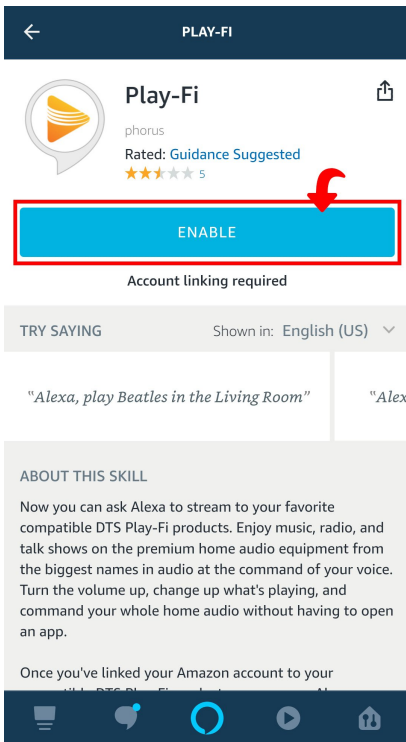 PLAY-FI
Play-Fi
phorus
Rated: Guidance Suggested
5
ENABLE
Account linking required
TRY SAYING Shown in: English (US)
"Alexa, play Beatles in the Living Room" "Alex
ABOUT THIS SKILL
Now you can ask Alexa to stream to your favorite
compatible DTS Play-Fi products. Enjoy music, radio, and
talk shows on the premium home audio equipment from
the biggest names in audio at the command of your voice.
Turn the volume up, change up what's playing, and
command your whole home audio without having to open
an app.
Once you've linked your Amazon account to your